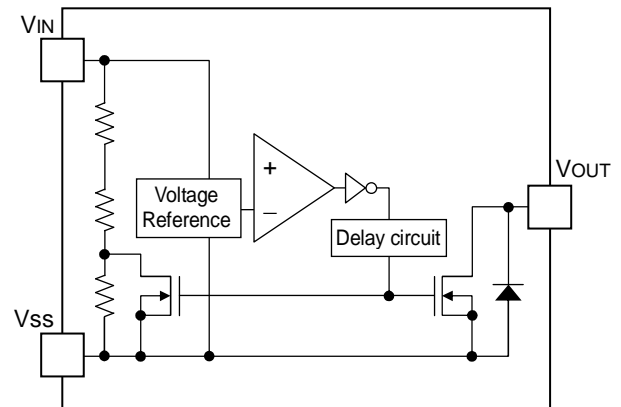 VIN
+
Voltage
Reference
−
VOUT
Delay circuit
VSS